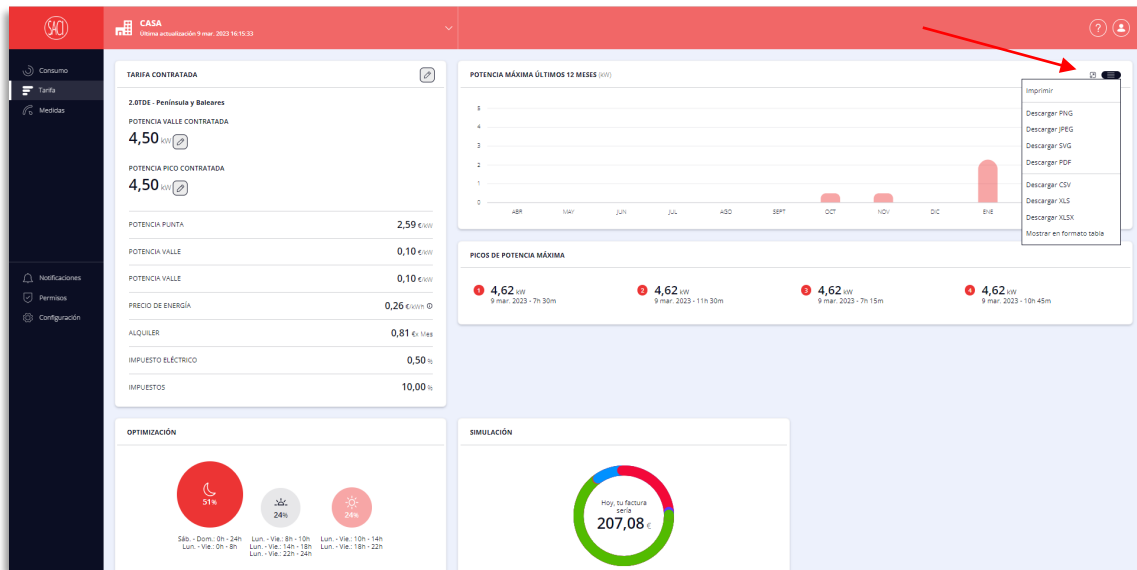 SACI
CASA
Última actualización 9 mar. 2023 16:15:33
?
Consumo
Tarifa
Medidas
Notificaciones
Permisos
Configuración
TARIFA CONTRATADA
2.0TDE - Península y Baleares
POTENCIA VALLE CONTRATADA
4,50 kW
POTENCIA PICO CONTRATADA
4,50 kW
POTENCIA PUNTA 2,59 €/kW
POTENCIA VALLE 0,10 €/kW
POTENCIA VALLE 0,10 €/kW
PRECIO DE ENERGÍA 0,26 €/kWh
ALQUILER 0,81 €x Mes
IMPUESTO ELÉCTRICO 0,50 %
IMPUESTOS 10,00 %
POTENCIA MÁXIMA ÚLTIMOS 12 MESES (kW)
5
4
3
2
1
0
ABR MAY JUN JUL AGO SEPT OCT NOV DIC ENE
Imprimir
Descargar PNG
Descargar JPEG
Descargar SVG
Descargar PDF
Descargar CSV
Descargar XLS
Descargar XLSX
Mostrar en formato tabla
PICOS DE POTENCIA MÁXIMA
1 4,62 kW
9 mar. 2023 - 7h 30m
2 4,62 kW
9 mar. 2023 - 11h 30m
3 4,62 kW
9 mar. 2023 - 7h 15m
4 4,62 kW
9 mar. 2023 - 10h 45m
OPTIMIZACIÓN
51%
Sáb. - Dom.: 0h - 24h
Lun. - Vie.: 0h - 8h
24%
Lun. - Vie.: 8h - 10h
Lun. - Vie.: 14h - 18h
Lun. - Vie.: 22h - 24h
24%
Lun. - Vie.: 10h - 14h
Lun. - Vie.: 18h - 22h
SIMULACIÓN
Hoy, tu factura
sería
207,08 €